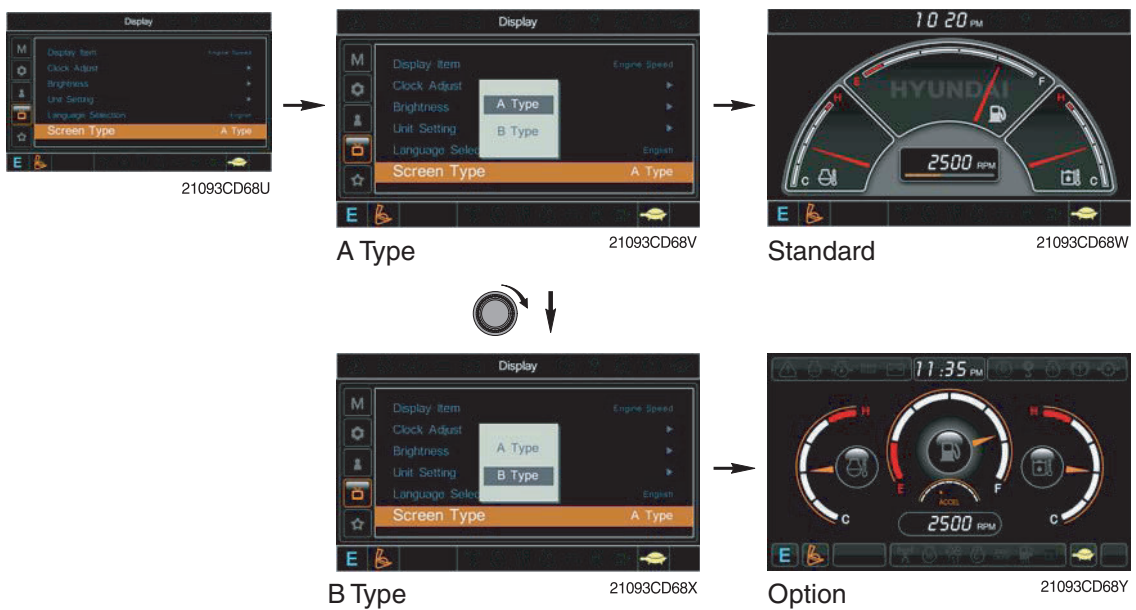 Display
M
Display Item Engine Speed
Clock Adjust
Brightness
Unit Setting
Language Selection English
Screen Type A Type
E
21093CD68U
Display
M
Display Item Engine Speed
Clock Adjust
Brightness
Unit Setting
Language Selec English
A Type
B Type
Screen Type A Type
E
A Type 21093CD68V
10 20 PM
E F
HYUNDAI
H H
2500 RPM
C C
E
Standard 21093CD68W
Display
M
Display Item Engine Speed
Clock Adjust
Brightness
Unit Setting
Language Selec English
A Type
B Type
Screen Type A Type
E
B Type 21093CD68X
11:35 PM
H H
E F
ACCEL
C C
2500 RPM
E
Option 21093CD68Y